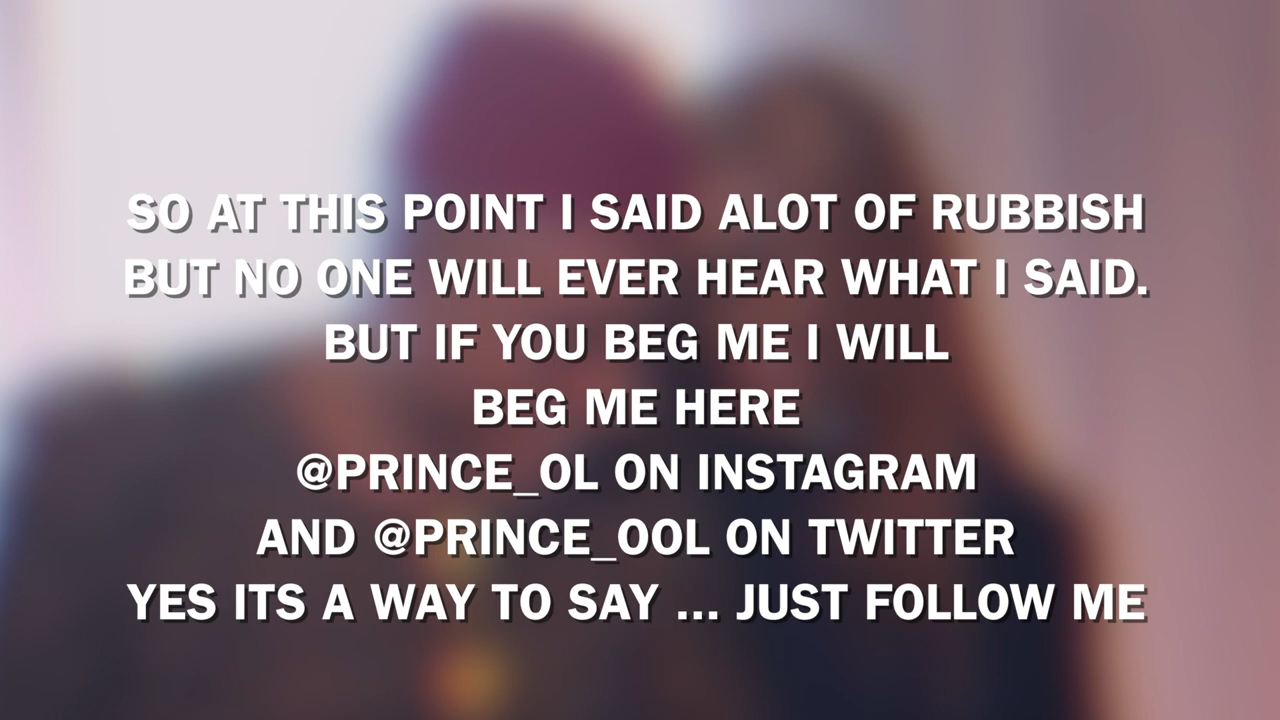 SO AT THIS POINT I SAID ALOT OF RUBBISH
BUT NO ONE WILL EVER HEAR WHAT I SAID.
BUT IF YOU BEG ME I WILL
BEG ME HERE
@PRINCE_OL ON INSTAGRAM
AND @PRINCE_OOL ON TWITTER
YES ITS A WAY TO SAY ... JUST FOLLOW ME